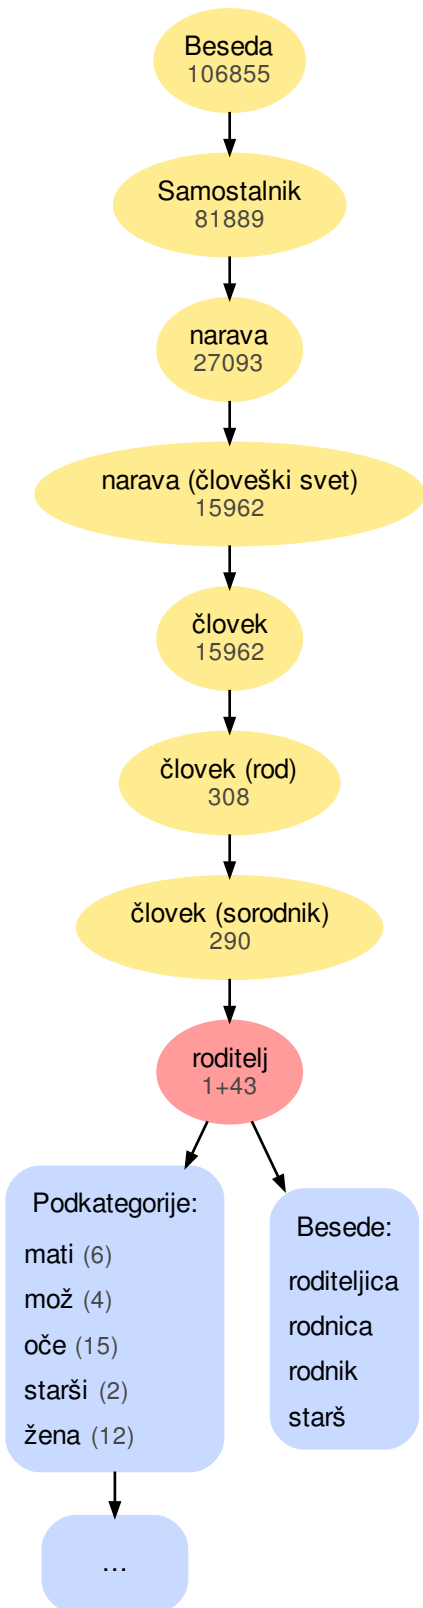 Beseda
106855
Samostalnik
81889
narava
27093
narava (človeški svet)
15962
človek
15962
človek (rod)
308
človek (sorodnik)
290
roditelj
1+43
Podkategorije:
mati (6)
mož (4)
oče (15)
starši (2)
žena (12)
Besede:
roditeljica
rodnica
rodnik
starš
...